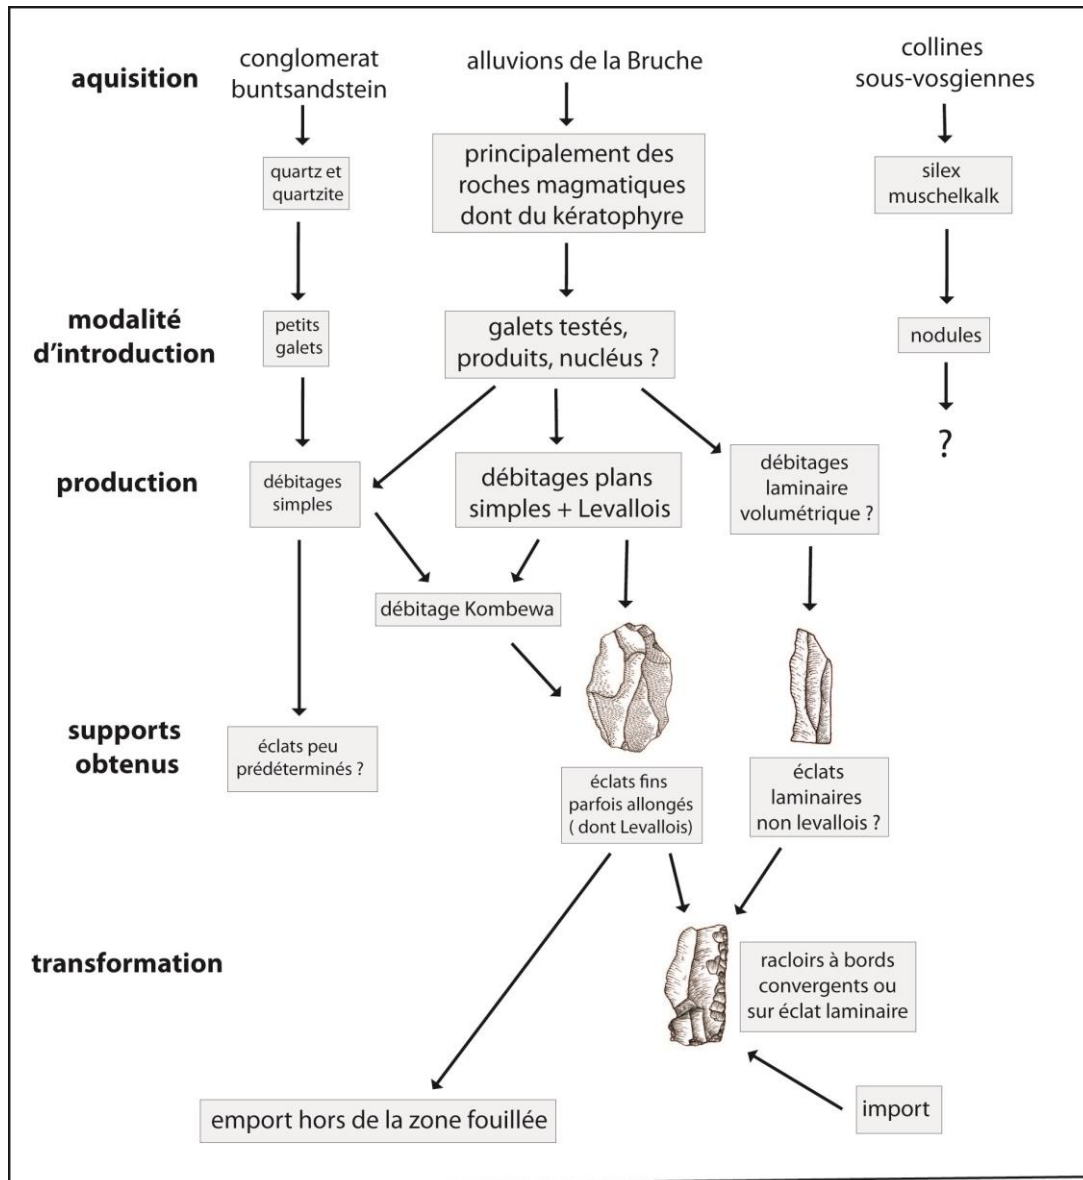 aquisition
conglomerat
buntsandstein
alluvions de la Bruche
collines
sous-vosgiennes
quartz et
quartzite
principalement des
roches magmatiques
dont du kératophyre
silex
muschelkalk
modalité
d'introduction
petits
galets
galets testés,
produits, nucléus ?
nodules
?
production
débitages
simples
débitages plans
simples + Levallois
débitages
laminaire
volumétrique ?
débitage Kombewa
supports
obtenus
éclats peu
prédéterminés ?
éclats fins
parfois allongés
( dont Levallois)
éclats
laminaires
non levallois ?
transformation
racloirs à bords
convergents ou
sur éclat laminaire
emport hors de la zone fouillée
import